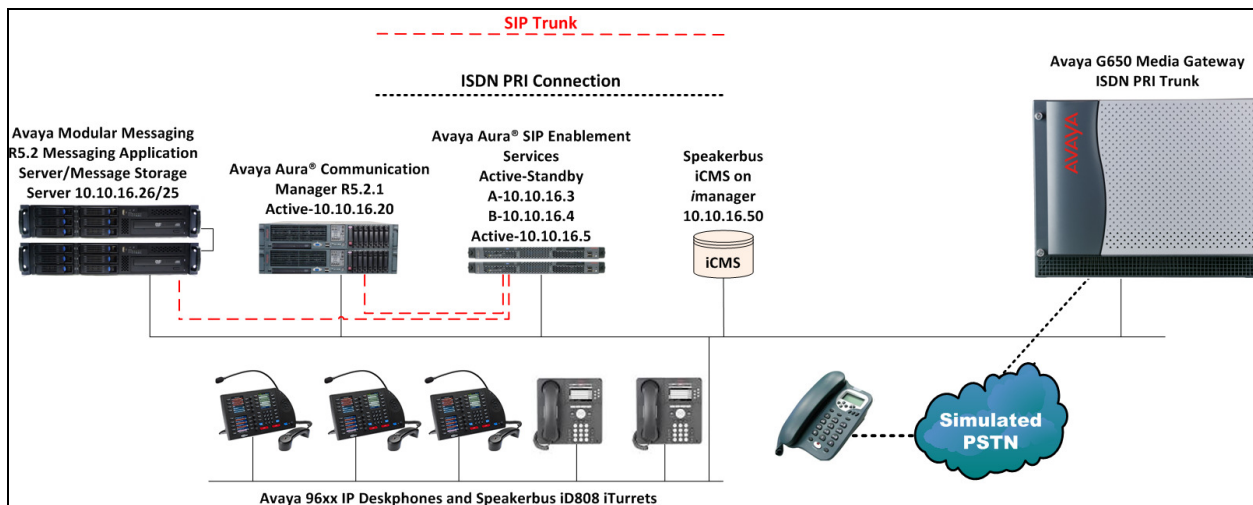 SIP Trunk
ISDN PRI Connection
Avaya G650 Media Gateway
ISDN PRI Trunk
Avaya Modular Messaging
R5.2 Messaging Application
Server/Message Storage
Server 10.10.16.26/25
Avaya Aura® Communication
Manager R5.2.1
Active-10.10.16.20
Avaya Aura® SIP Enablement
Services
Active-Standby
A-10.10.16.3
B-10.10.16.4
Active-10.10.16.5
Speakerbus
iCMS on
imanager
10.10.16.50
iCMS
AVAYA
Simulated
PSTN
Avaya 96xx IP Deskphones and Speakerbus iD808 iTurrets